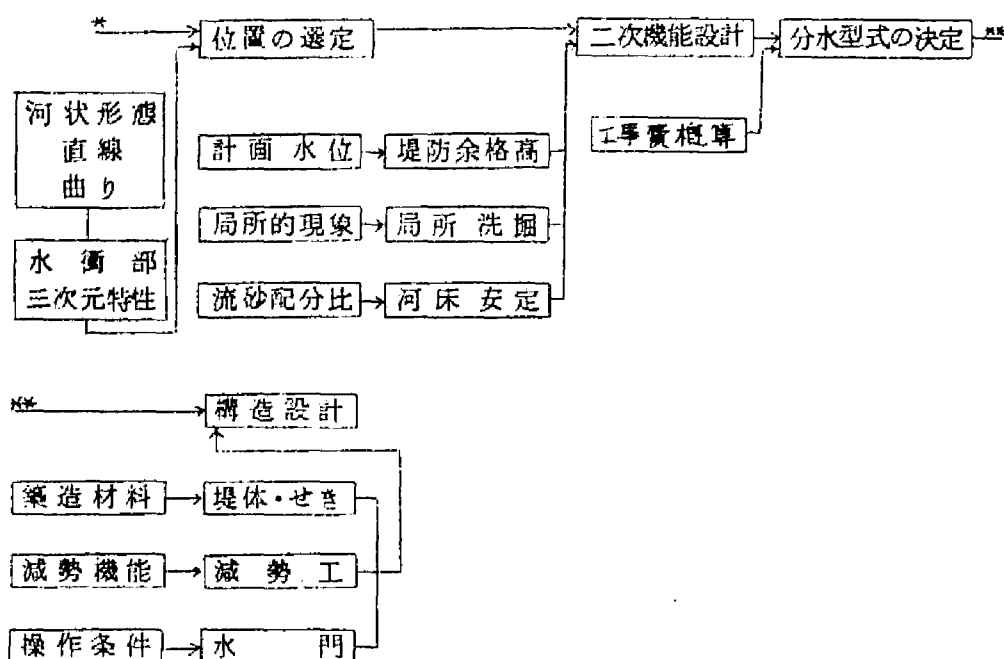 *
位置の選定
二次機能設計
分水型式の決定
**
河状形態
直線
曲り
工事費概算
計画水位
堤防余格高
局所的現象
局所洗掘
水衝部
三次元特性
流砂配分比
河床安定
**
構造設計
築造材料
堤体・せき
減勢機能
減勢工
操作条件
水門